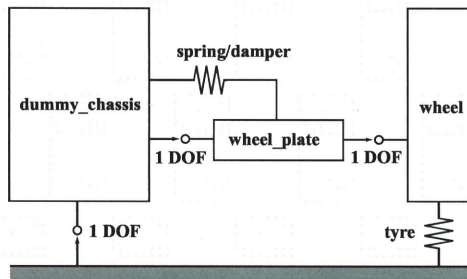 spring/damper
dummy_chassis
wheel
wheel_plate
1 DOF
1 DOF
1 DOF
tyre